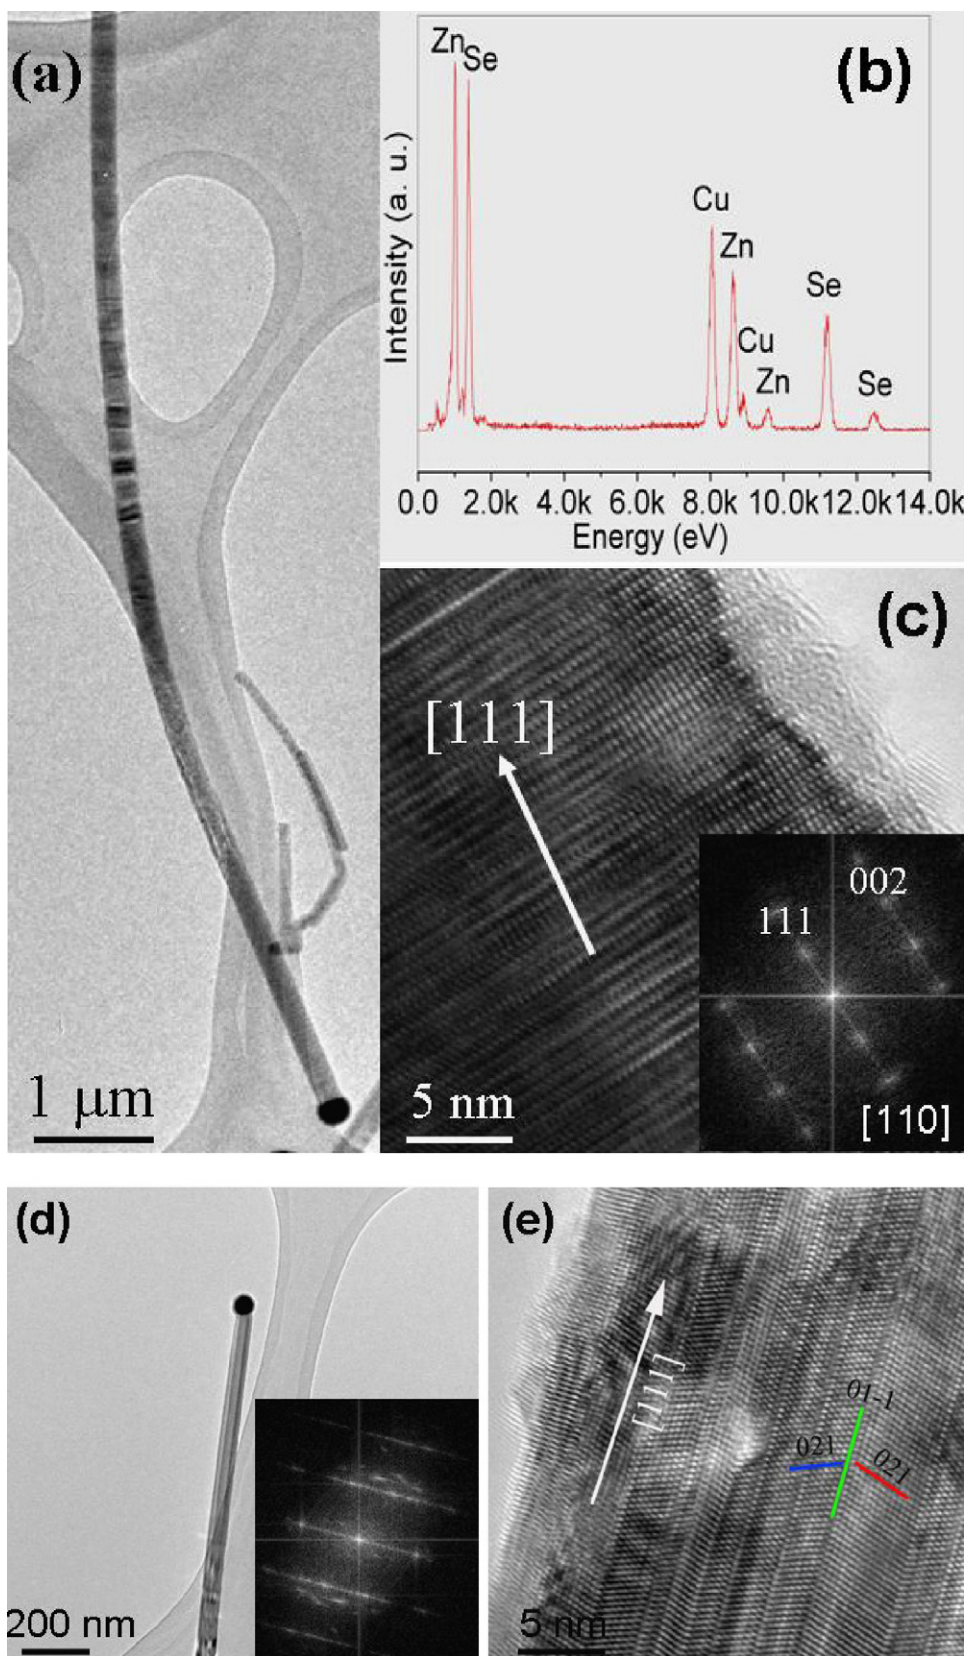 (a)
1 μm
(b)
Zn
Se
Cu
Zn
Cu
Zn
Se
Se
Intensity (a. u.)
0.0 2.0k 4.0k 6.0k 8.0k 10.0k 12.0k 14.0k
Energy (eV)
(c)
[111]
002
111
5 nm
[110]
(d)
200 nm
(e)
[111]
01-1
021
021
5 nm